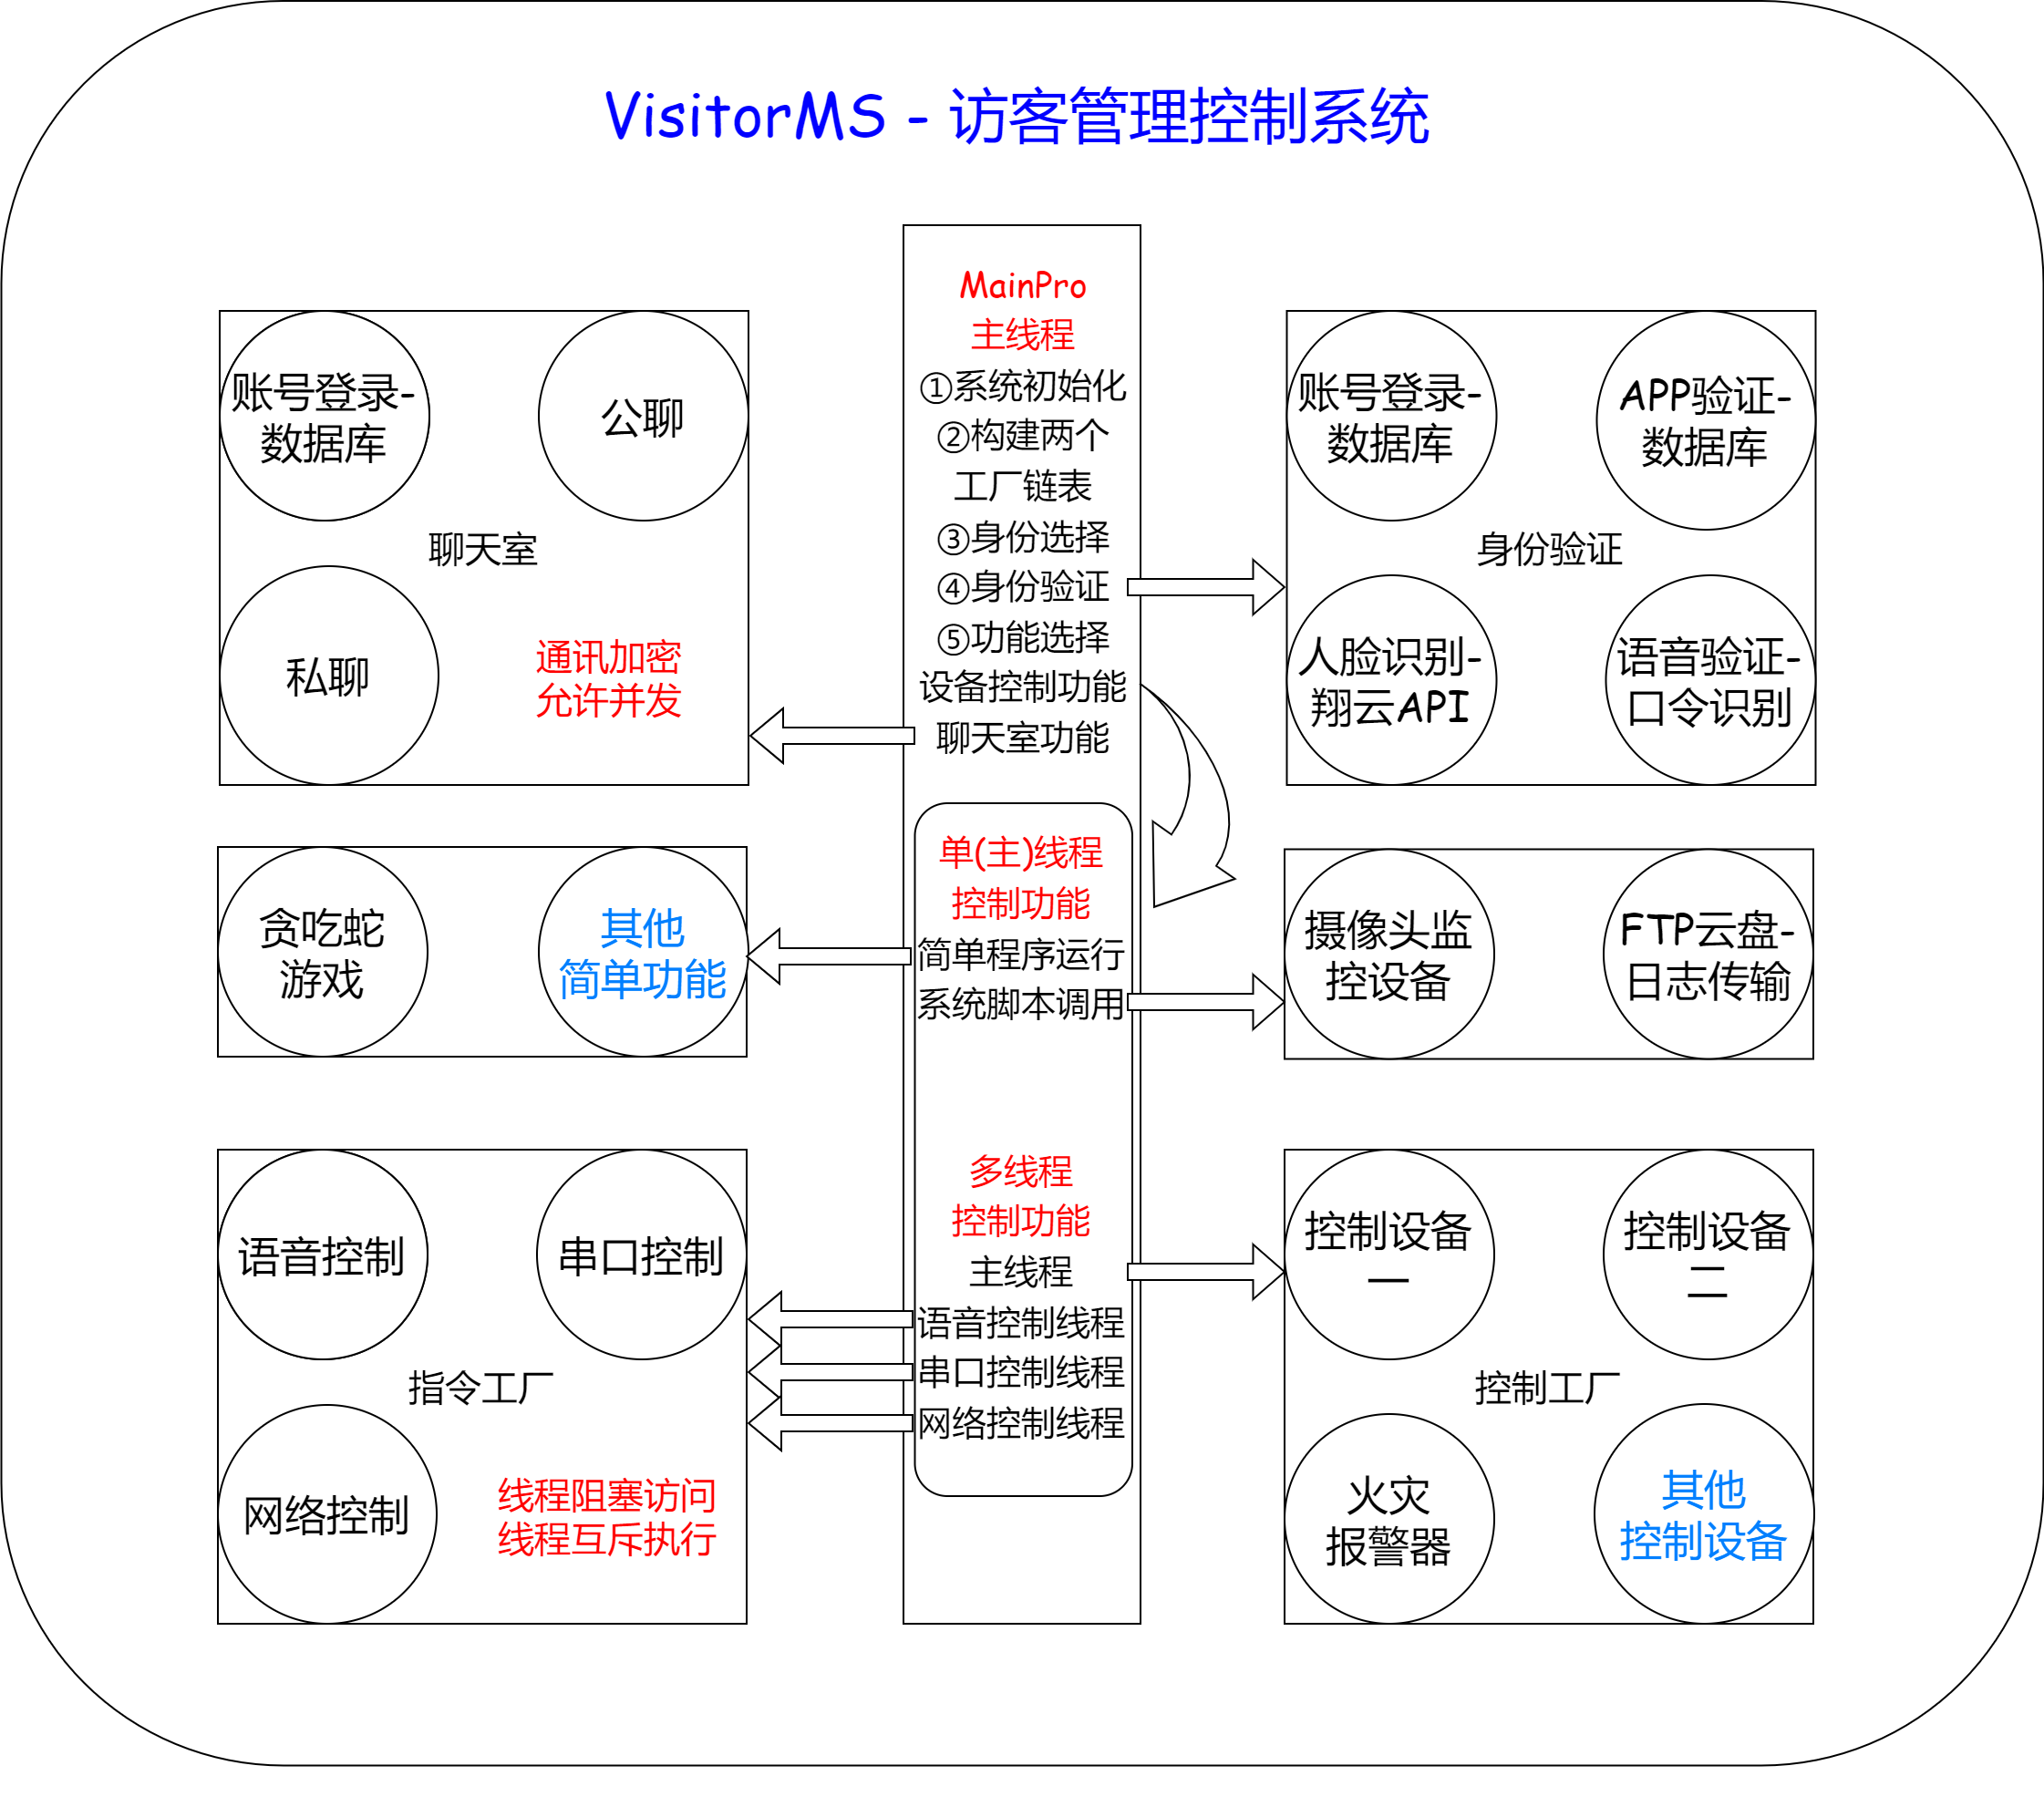 VisitorMS - 访客管理控制系统
账号登录-
数据库
公聊
聊天室
私聊
通讯加密
允许并发
贪吃蛇
游戏
其他
简单功能
语音控制
串口控制
指令工厂
网络控制
线程阻塞访问
线程互斥执行
MainPro
主线程
①系统初始化
②构建两个
工厂链表
③身份选择
④身份验证
⑤功能选择
设备控制功能
聊天室功能
单(主)线程
控制功能
简单程序运行
系统脚本调用
多线程
控制功能
主线程
语音控制线程
串口控制线程
网络控制线程
账号登录-
数据库
APP验证-
数据库
身份验证
人脸识别-
翔云API
语音验证-
口令识别
摄像头监
控设备
FTP云盘-
日志传输
控制设备
一
控制设备
二
控制工厂
火灾
报警器
其他
控制设备